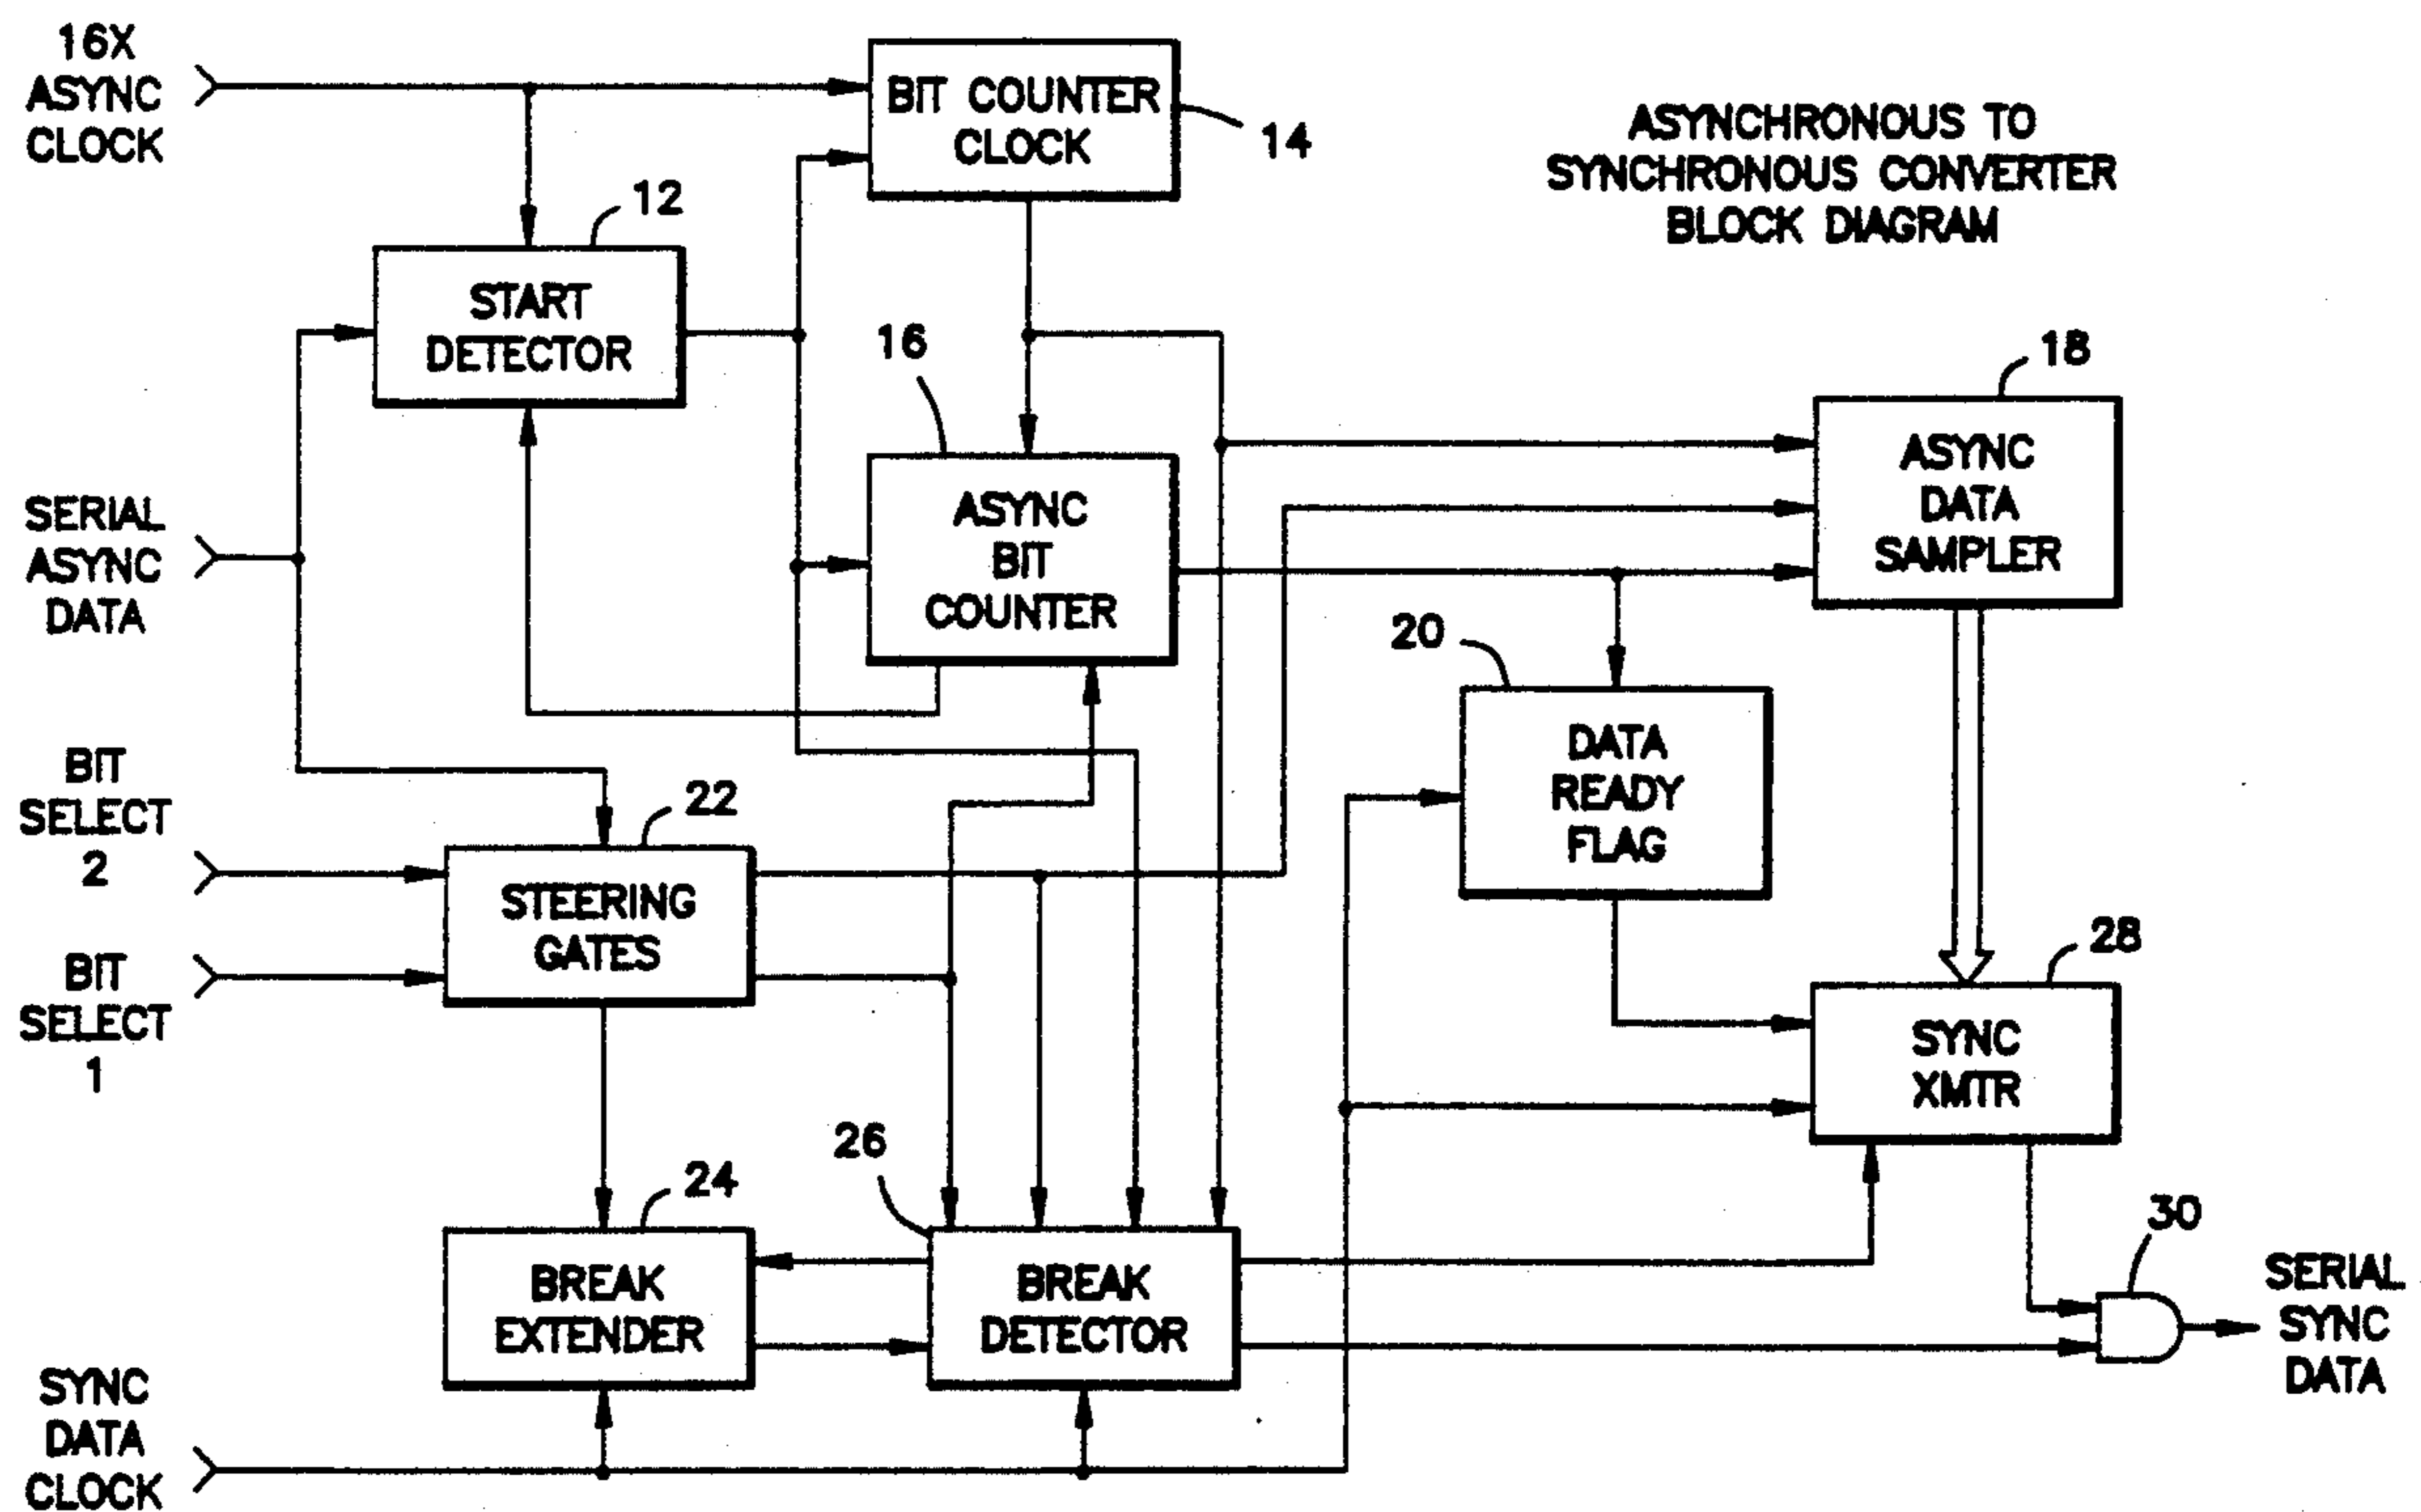 16X
ASYNC
CLOCK
BIT COUNTER
CLOCK
14
ASYNCHRONOUS TO
SYNCHRONOUS CONVERTER
BLOCK DIAGRAM
12
START
DETECTOR
16
ASYNC
BIT
COUNTER
18
ASYNC
DATA
SAMPLER
SERIAL
ASYNC
DATA
20
DATA
READY
FLAG
BIT
SELECT
2
22
STEERING
GATES
BIT
SELECT
1
28
SYNC
XMTR
24
BREAK
EXTENDER
26
BREAK
DETECTOR
30
SERIAL
SYNC
DATA
SYNC
DATA
CLOCK